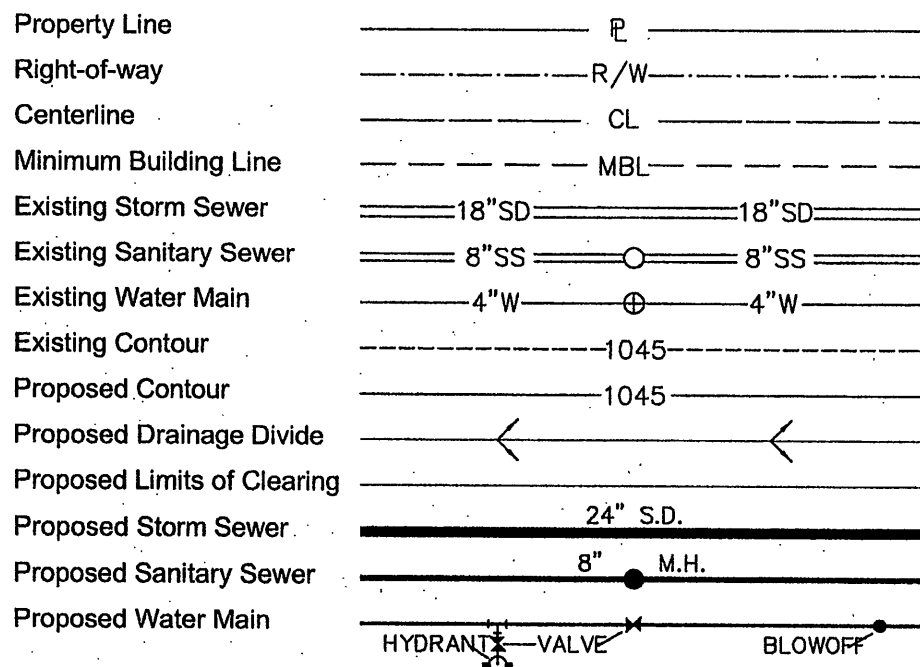 Property Line ℙL
Right-of-way R/W
Centerline CL
Minimum Building Line MBL
Existing Storm Sewer 18"SD 18"SD
Existing Sanitary Sewer 8"SS 8"SS
Existing Water Main 4"W 4"W
Existing Contour 1045
Proposed Contour 1045
Proposed Drainage Divide
Proposed Limits of Clearing
Proposed Storm Sewer 24" S.D.
Proposed Sanitary Sewer 8" M.H.
Proposed Water Main
HYDRANT VALVE BLOWOFF